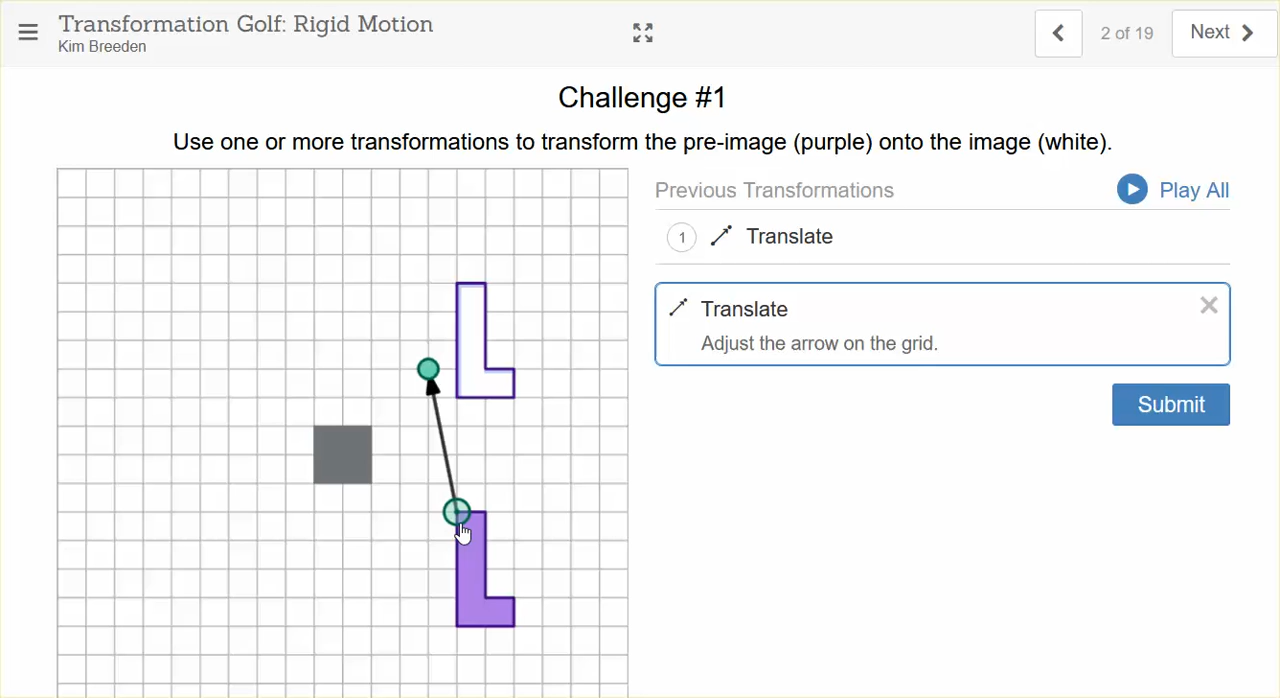 Transformation Golf: Rigid Motion
Kim Breeden
2 of 19
Next
Challenge #1
Use one or more transformations to transform the pre-image (purple) onto the image (white).
Previous Transformations
Play All
1 Translate
Translate
Adjust the arrow on the grid.
Submit